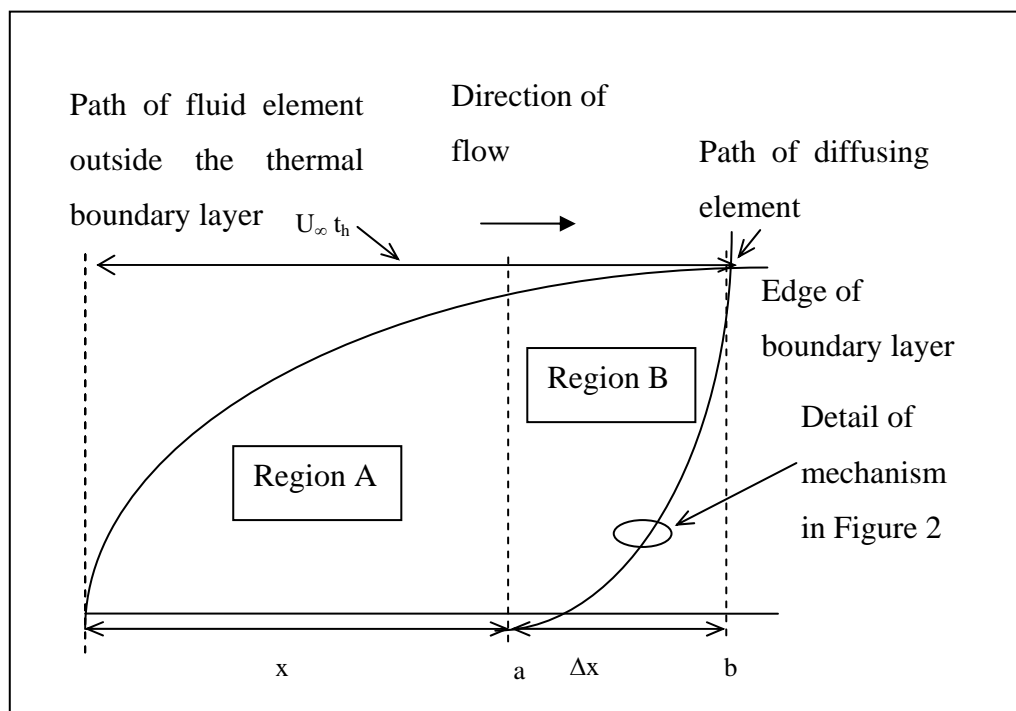 Path of fluid element
outside the thermal
boundary layer
Direction of
flow
Path of diffusing
element
U∞ th
Edge of
boundary layer
Region B
Detail of
mechanism
in Figure 2
Region A
x
a
Δx
b